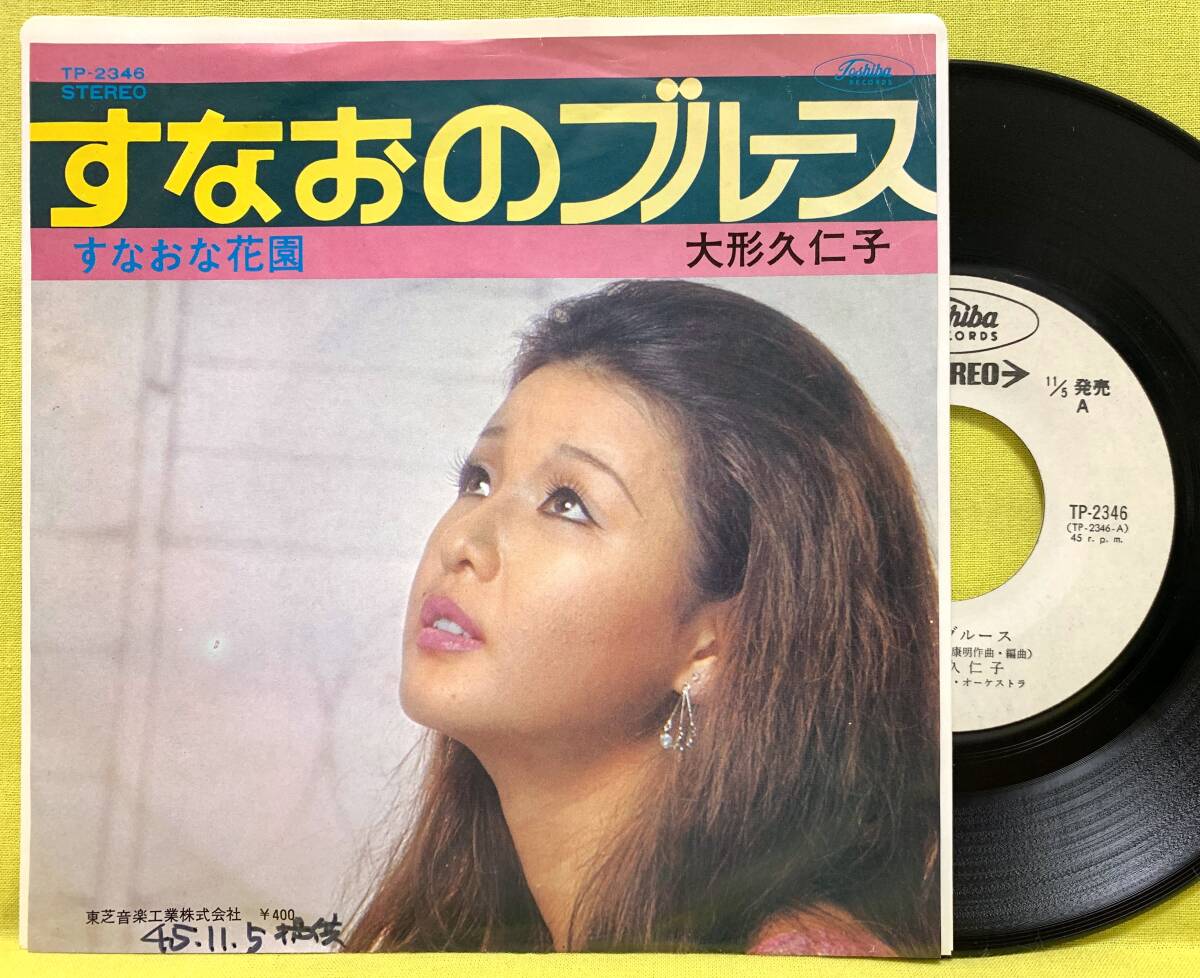 TP-2346
STEREO
Toshiba
RECORDS
すなおのブルース
すなおな花園
大形久仁子
東芝音楽工業株式会社 ¥400
45.11.5
hiba
ORDS
REO
11/5 発売
A
TP-2346
(TP-2346-A)
45 r. p. m.
ブルース
康明作曲・編曲)
久仁子
・オーケストラ